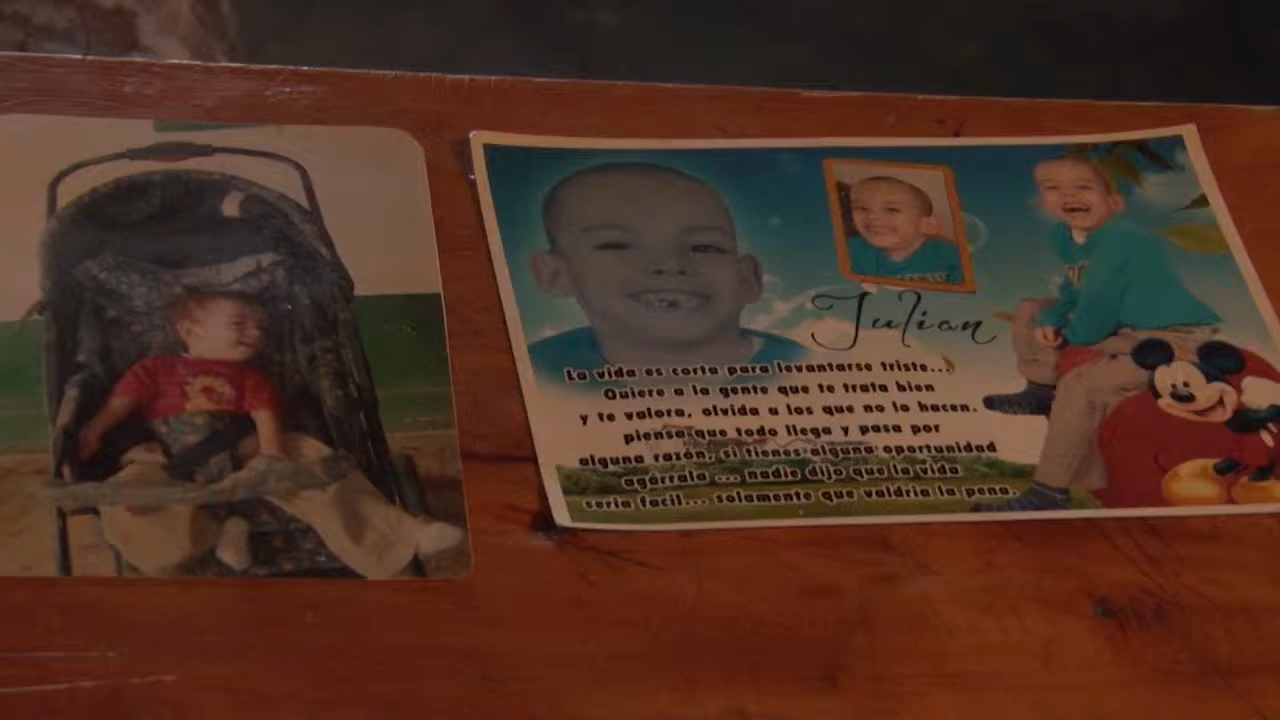 Julian
La vida es corta para levantarse triste...
Quiere a la gente que te trata bien
y te valora, olvida a los que no lo hacen.
piensa que todo llega y pasa por
alguna razón, si tienes alguna oportunidad
agárrala ... nadie dijo que la vida
seria facil... solamente que valdria la pena.